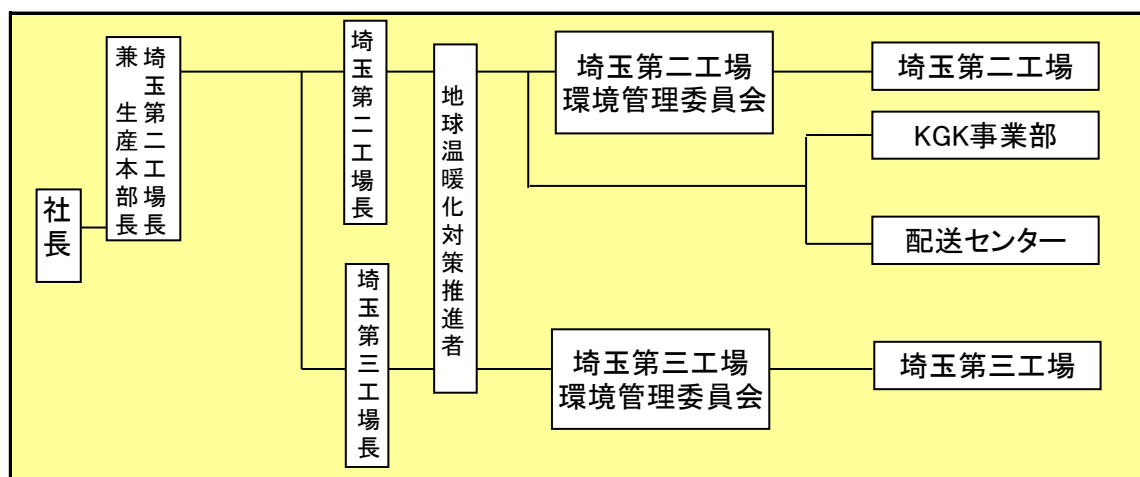 社長
埼玉第二工場長
兼 生産本部長
埼玉第二工場長
埼玉第三工場長
地球温暖化対策推進者
埼玉第二工場
環境管理委員会
埼玉第三工場
環境管理委員会
埼玉第二工場
KGK事業部
配送センター
埼玉第三工場